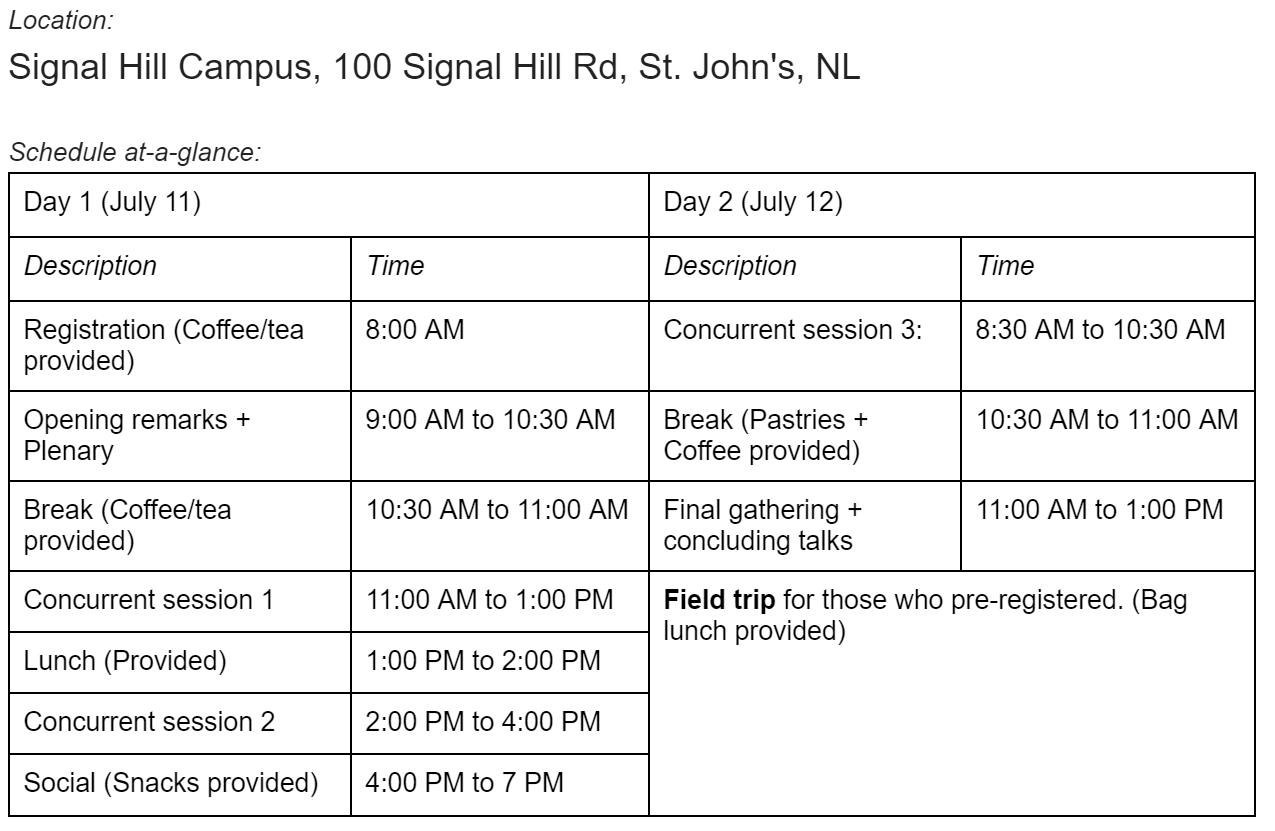 Location:
Signal Hill Campus, 100 Signal Hill Rd, St. John's, NL
Schedule at-a-glance:
Day 1 (July 11)
Day 2 (July 12)
Description
Time
Description
Time
Registration (Coffee/tea
provided)
8:00 AM
Concurrent session 3:
8:30 AM to 10:30 AM
Opening remarks +
Plenary
9:00 AM to 10:30 AM
Break (Pastries +
Coffee provided)
10:30 AM to 11:00 AM
Break (Coffee/tea
provided)
10:30 AM to 11:00 AM
Final gathering +
concluding talks
11:00 AM to 1:00 PM
Concurrent session 1
11:00 AM to 1:00 PM
Field trip for those who pre-registered. (Bag
lunch provided)
Lunch (Provided)
1:00 PM to 2:00 PM
Concurrent session 2
2:00 PM to 4:00 PM
Social (Snacks provided)
4:00 PM to 7 PM